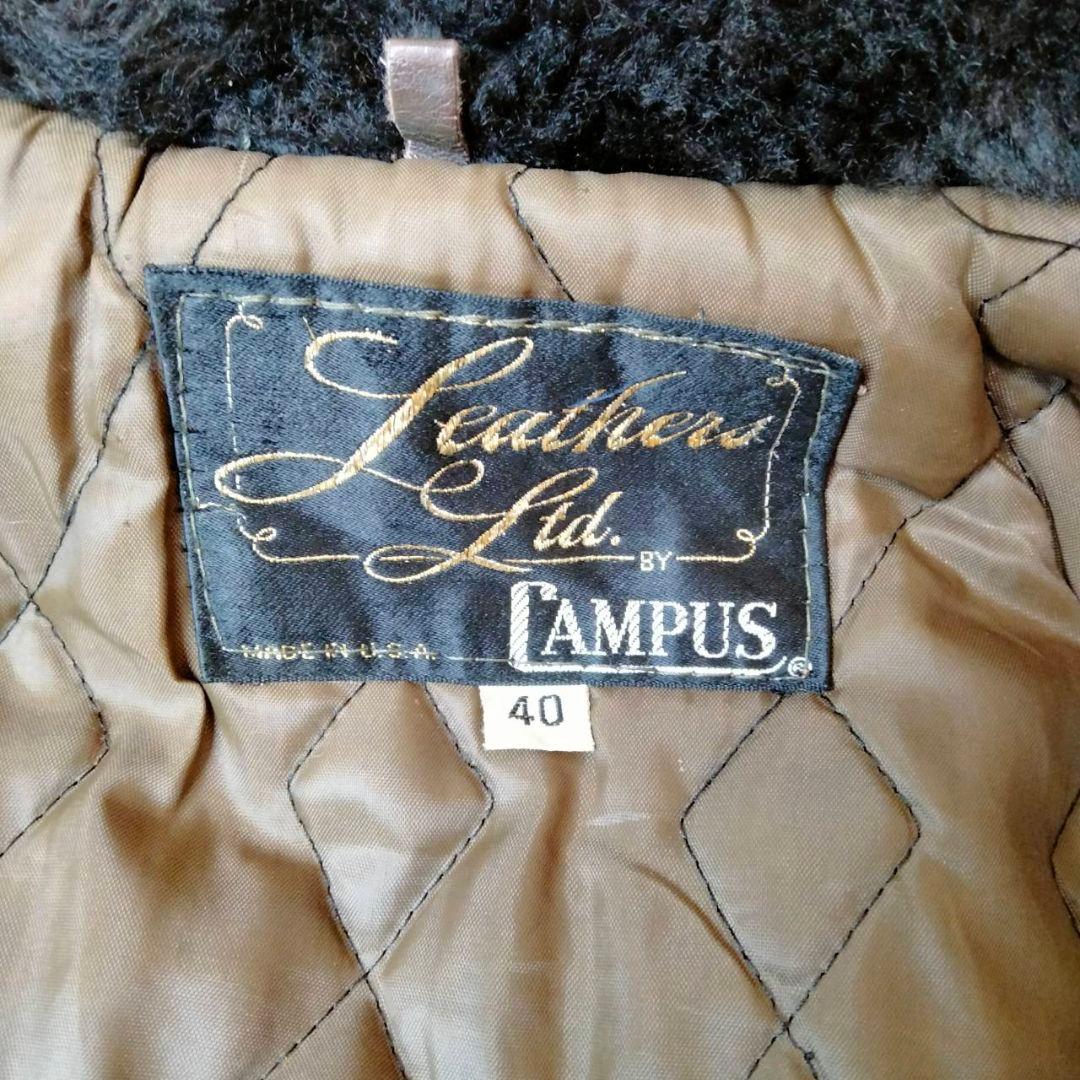 Leathers
Ltd.
BY
CAMPUS
MADE IN U.S.A.
®
40